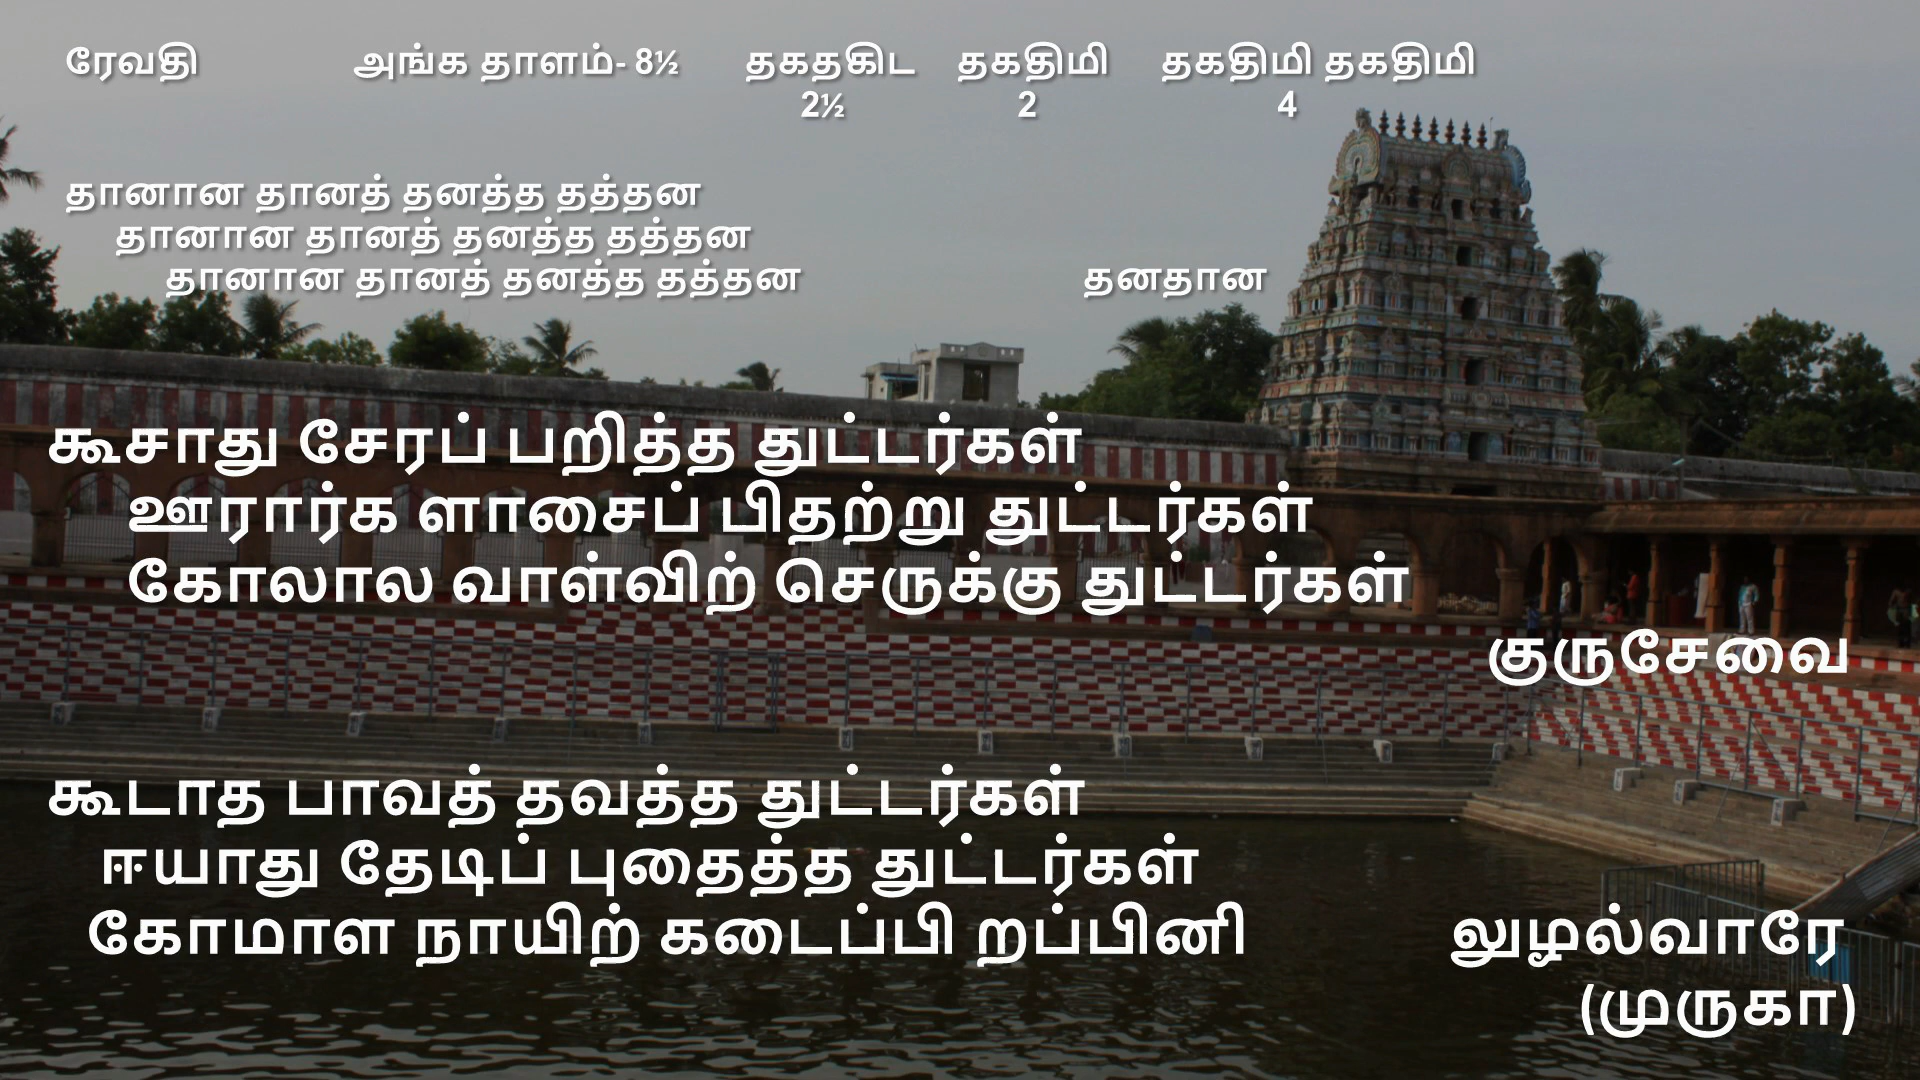 ரேவதி அங்க தாளம்- 8½ தகதகிட தகதிமி தகதிமி தகதிமி
2½ 2 4
தானான தானத் தனத்த தத்தன
தானான தானத் தனத்த தத்தன
தானான தானத் தனத்த தத்தன தனதான
கூசாது சேரப் பறித்த துட்டர்கள்
ஊரார்க ளாசைப் பிதற்று துட்டர்கள்
கோலால வாள்விற் செருக்கு துட்டர்கள்
குருசேவை
கூடாத பாவத் தவத்த துட்டர்கள்
ஈயாது தேடிப் புதைத்த துட்டர்கள்
கோமாள நாயிற் கடைப்பி றப்பினி லுழல்வாரே
(முருகா)